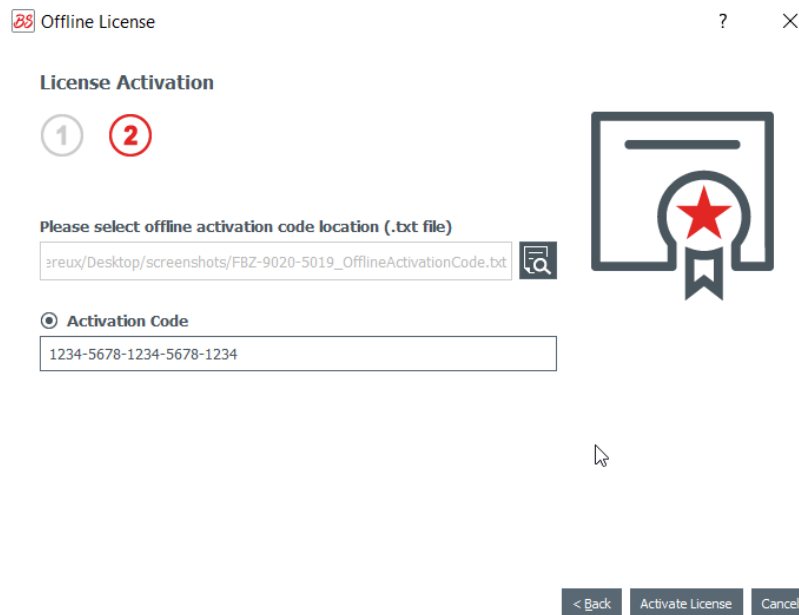 BS Offline License
?
License Activation
1 2
Please select offline activation code location (.txt file)
ereux/Desktop/screenshots/FBZ-9020-5019_OfflineActivationCode.txt
Activation Code
1234-5678-1234-5678-1234
< Back Activate License Cancel